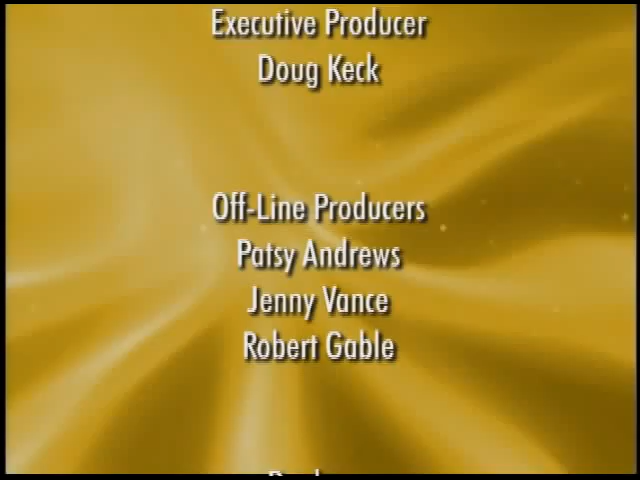 Executive Producer
Doug Keck
Off-Line Producers
Patsy Andrews
Jenny Vance
Robert Gable